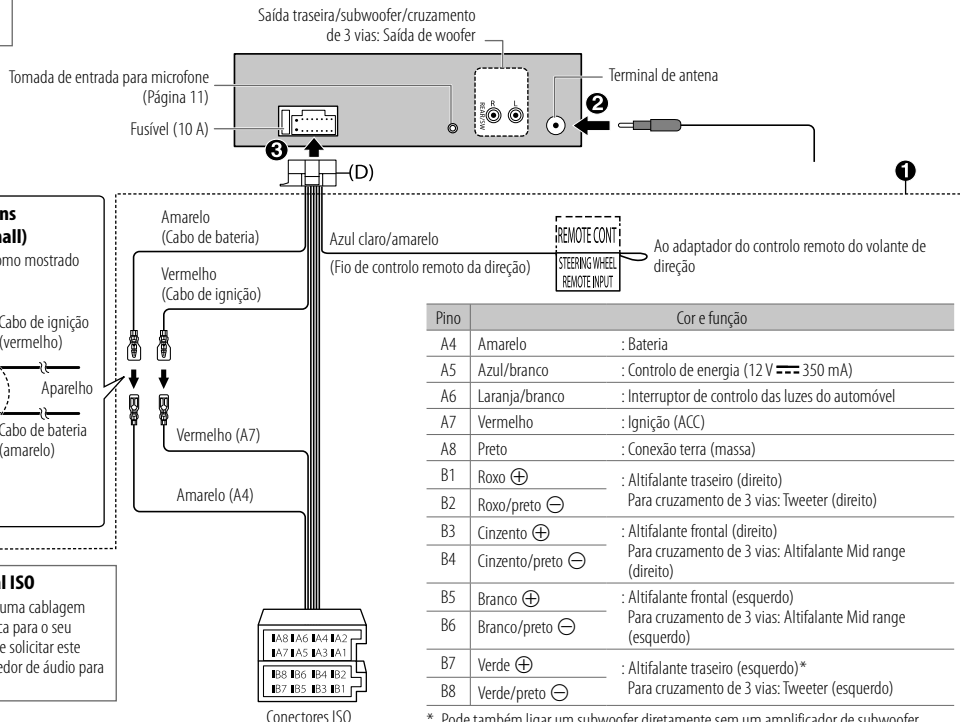 Saída traseira/subwoofer/cruzamento
de 3 vias: Saída de woofer
Tomada de entrada para microfone
(Página 11)
Fusível (10 A)
Terminal de antena
REAR/SW
R
L
2
3
(D)
1
ns
all)
omo mostrado
Cabo de ignição
(vermelho)
Aparelho
Cabo de bateria
(amarelo)
Amarelo
(Cabo de bateria)
Vermelho
(Cabo de ignição)
Azul claro/amarelo
(Fio de controlo remoto da direção)
REMOTE CONT
STEERING WHEEL
REMOTE INPUT
Ao adaptador do controlo remoto do volante de
direção
Vermelho (A7)
Amarelo (A4)
Pino Cor e função
A4 Amarelo : Bateria
A5 Azul/branco : Controlo de energia (12 V ⎓ 350 mA)
A6 Laranja/branco : Interruptor de controlo das luzes do automóvel
A7 Vermelho : Ignição (ACC)
A8 Preto : Conexão terra (massa)
B1 Roxo ⊕ : Altifalante traseiro (direito)
B2 Roxo/preto ⊖ Para cruzamento de 3 vias: Tweeter (direito)
B3 Cinzento ⊕ : Altifalante frontal (direito)
B4 Cinzento/preto ⊖ Para cruzamento de 3 vias: Altifalante Mid range
(direito)
B5 Branco ⊕ : Altifalante frontal (esquerdo)
B6 Branco/preto ⊖ Para cruzamento de 3 vias: Altifalante Mid range
(esquerdo)
B7 Verde ⊕ : Altifalante traseiro (esquerdo)*
B8 Verde/preto ⊖ Para cruzamento de 3 vias: Tweeter (esquerdo)
* Pode também ligar um subwoofer diretamente sem um amplificador de subwoofer
al ISO
uma cablagem
ca para o seu
e solicitar este
edor de áudio para
A8 A6 A4 A2
A7 A5 A3 A1
B8 B6 B4 B2
B7 B5 B3 B1
Conectores ISO